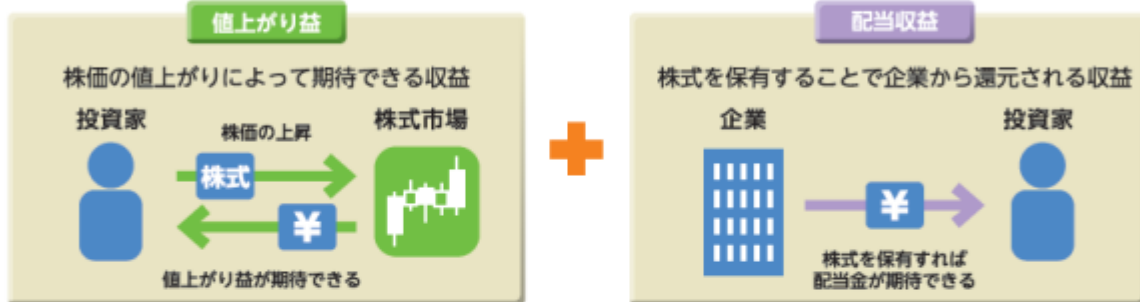 値上がり益
株価の値上がりによって期待できる収益
投資家
株価の上昇
株式市場
株式
¥
値上がり益が期待できる
配当収益
株式を保有することで企業から還元される収益
企業
投資家
¥
株式を保有すれば
配当金が期待できる